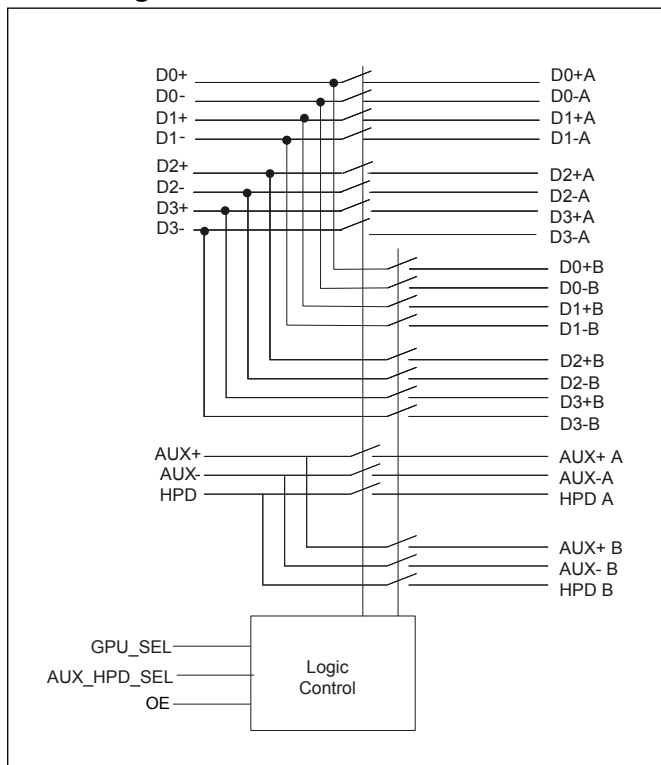 D0+ D0+A
D0- D0-A
D1+ D1+A
D1- D1-A
D2+ D2+A
D2- D2-A
D3+ D3+A
D3- D3-A
D0+B
D0-B
D1+B
D1-B
D2+B
D2-B
D3+B
D3-B
AUX+ AUX+ A
AUX- AUX-A
HPD HPD A
AUX+ B
AUX- B
HPD B
GPU_SEL
AUX_HPD_SEL
OE
Logic
Control